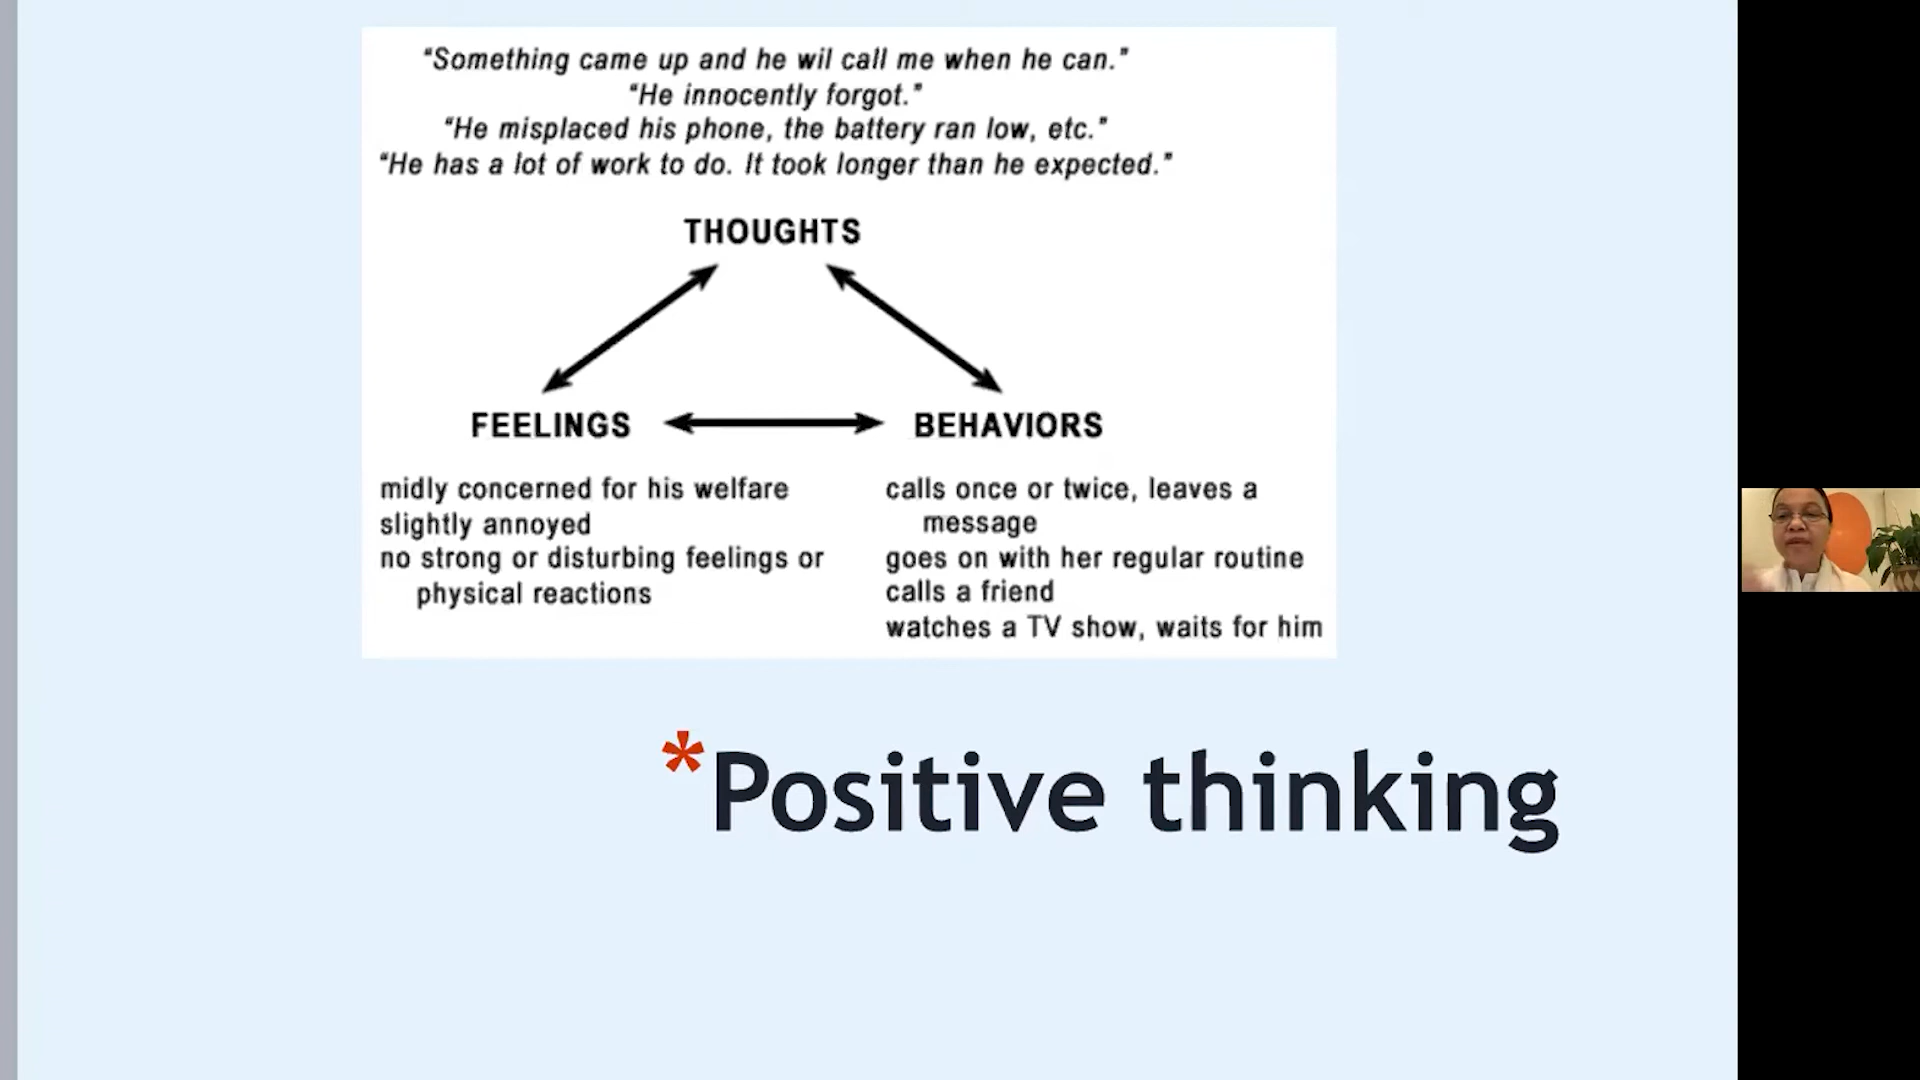 “Something came up and he wil call me when he can.”
“He innocently forgot.”
“He misplaced his phone, the battery ran low, etc.”
“He has a lot of work to do. It took longer than he expected.”
THOUGHTS
FEELINGS
BEHAVIORS
midly concerned for his welfare
slightly annoyed
no strong or disturbing feelings or
physical reactions
calls once or twice, leaves a
message
goes on with her regular routine
calls a friend
watches a TV show, waits for him
*Positive thinking